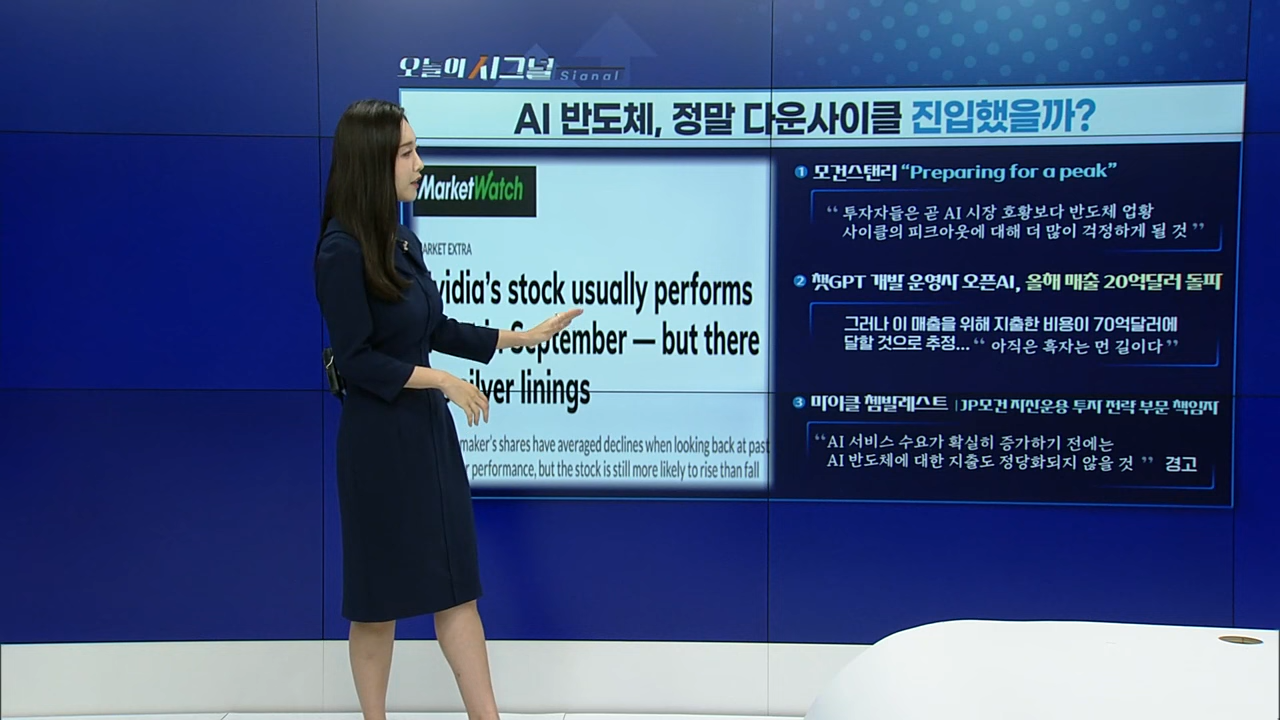 오늘의 시그널
Signal
AI 반도체, 정말 다운사이클 진입했을까?
MarketWatch
ARKET EXTRA
vidia's stock usually performs
September — but there
silver linings
maker's shares have averaged declines when looking back at past
performance, but the stock is still more likely to rise than fall
1 모건스탠리 “Preparing for a peak”
“ 투자자들은 곧 AI 시장 호황보다 반도체 업황
사이클의 피크아웃에 대해 더 많이 걱정하게 될 것 ”
2 챗GPT 개발 운영사 오픈AI, 올해 매출 20억달러 돌파
그러나 이 매출을 위해 지출한 비용이 70억달러에
달할 것으로 추정... “ 아직은 흑자는 먼 길이다 ”
3 마이클 쳄발레스트 | JP모건 자산운용 투자 전략 부문 책임자
“ AI 서비스 수요가 확실히 증가하기 전에는
AI 반도체에 대한 지출도 정당화되지 않을 것 ” 경고